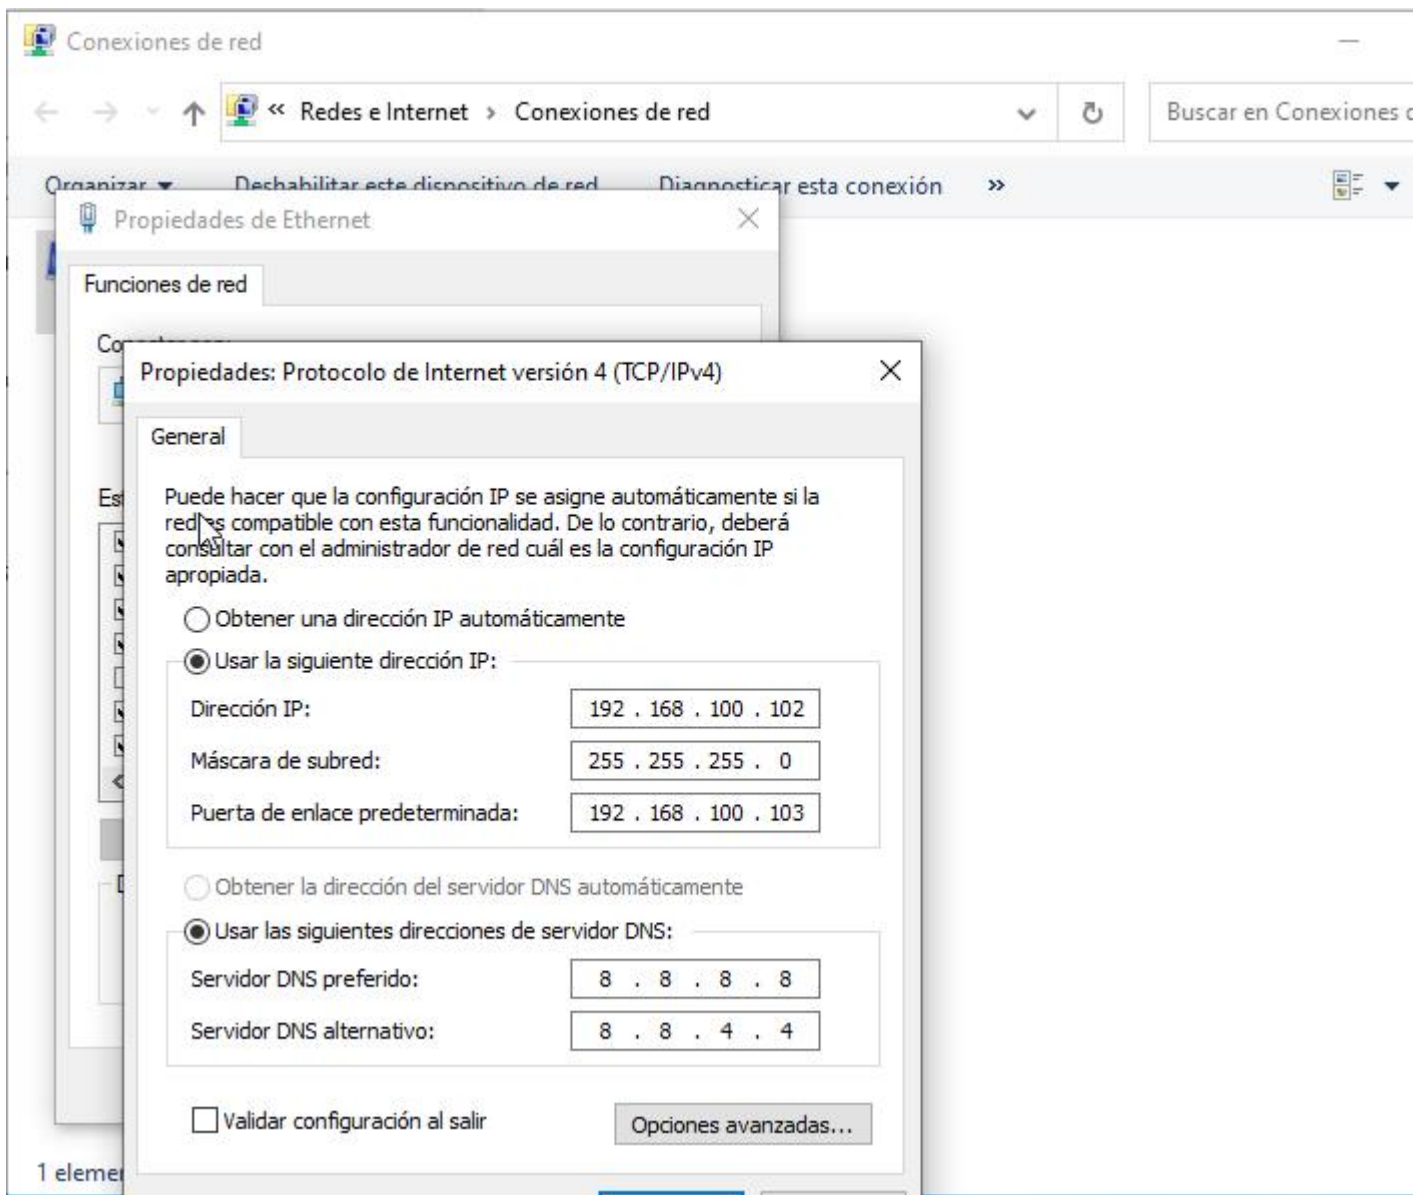 Conexiones de red
« Redes e Internet › Conexiones de red
Buscar en Conexiones
Organizar Deshabilitar este dispositivo de red Diagnosticar esta conexión »
Propiedades de Ethernet
Funciones de red
Propiedades: Protocolo de Internet versión 4 (TCP/IPv4)
General
Puede hacer que la configuración IP se asigne automáticamente si la
red es compatible con esta funcionalidad. De lo contrario, deberá
consultar con el administrador de red cuál es la configuración IP
apropiada.
Obtener una dirección IP automáticamente
Usar la siguiente dirección IP:
Dirección IP: 192 . 168 . 100 . 102
Máscara de subred: 255 . 255 . 255 . 0
Puerta de enlace predeterminada: 192 . 168 . 100 . 103
Obtener la dirección del servidor DNS automáticamente
Usar las siguientes direcciones de servidor DNS:
Servidor DNS preferido: 8 . 8 . 8 . 8
Servidor DNS alternativo: 8 . 8 . 4 . 4
Validar configuración al salir
Opciones avanzadas...
1